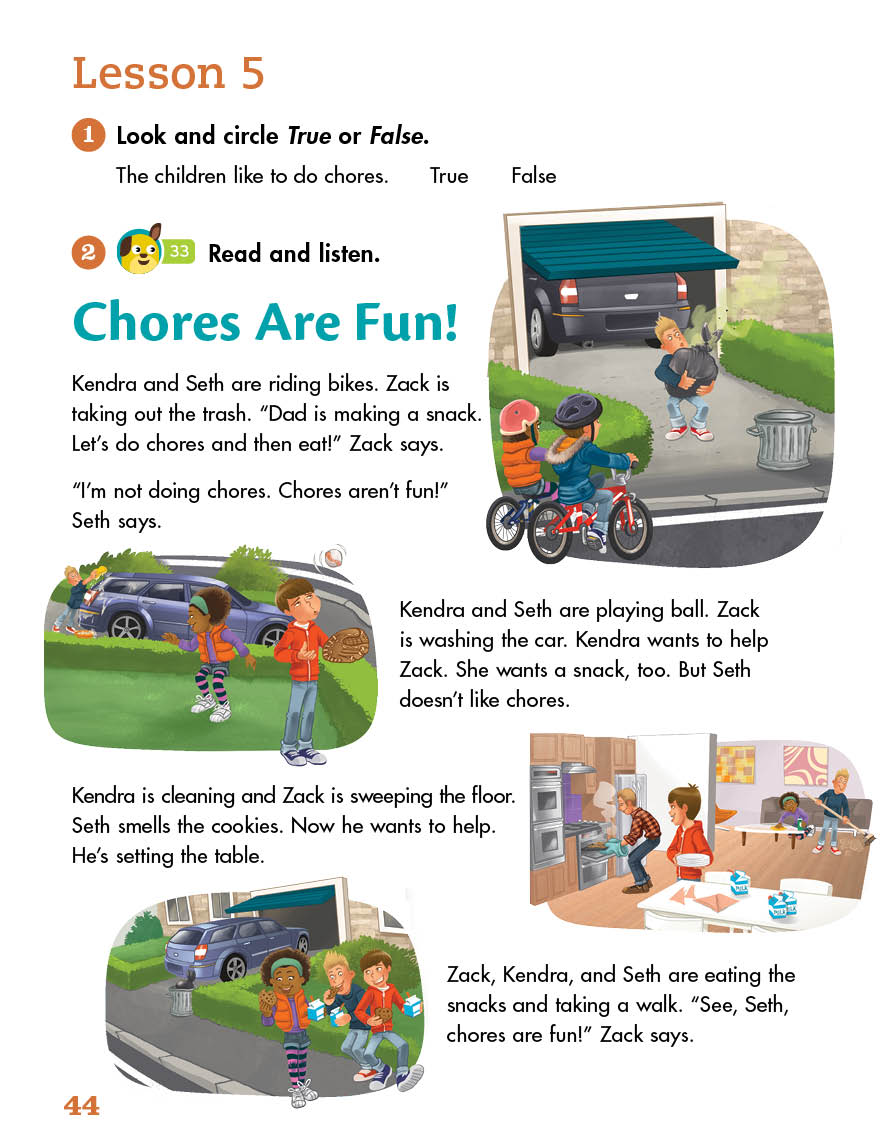 Lesson 5
1 Look and circle True or False.
The children like to do chores. True False
2 33 Read and listen.
Chores Are Fun!
Kendra and Seth are riding bikes. Zack is
taking out the trash. “Dad is making a snack.
Let’s do chores and then eat!” Zack says.
“I’m not doing chores. Chores aren’t fun!”
Seth says.
Kendra and Seth are playing ball. Zack
is washing the car. Kendra wants to help
Zack. She wants a snack, too. But Seth
doesn’t like chores.
Kendra is cleaning and Zack is sweeping the floor.
Seth smells the cookies. Now he wants to help.
He’s setting the table.
MILK
MILK
MILK
Zack, Kendra, and Seth are eating the
snacks and taking a walk. “See, Seth,
chores are fun!” Zack says.
44